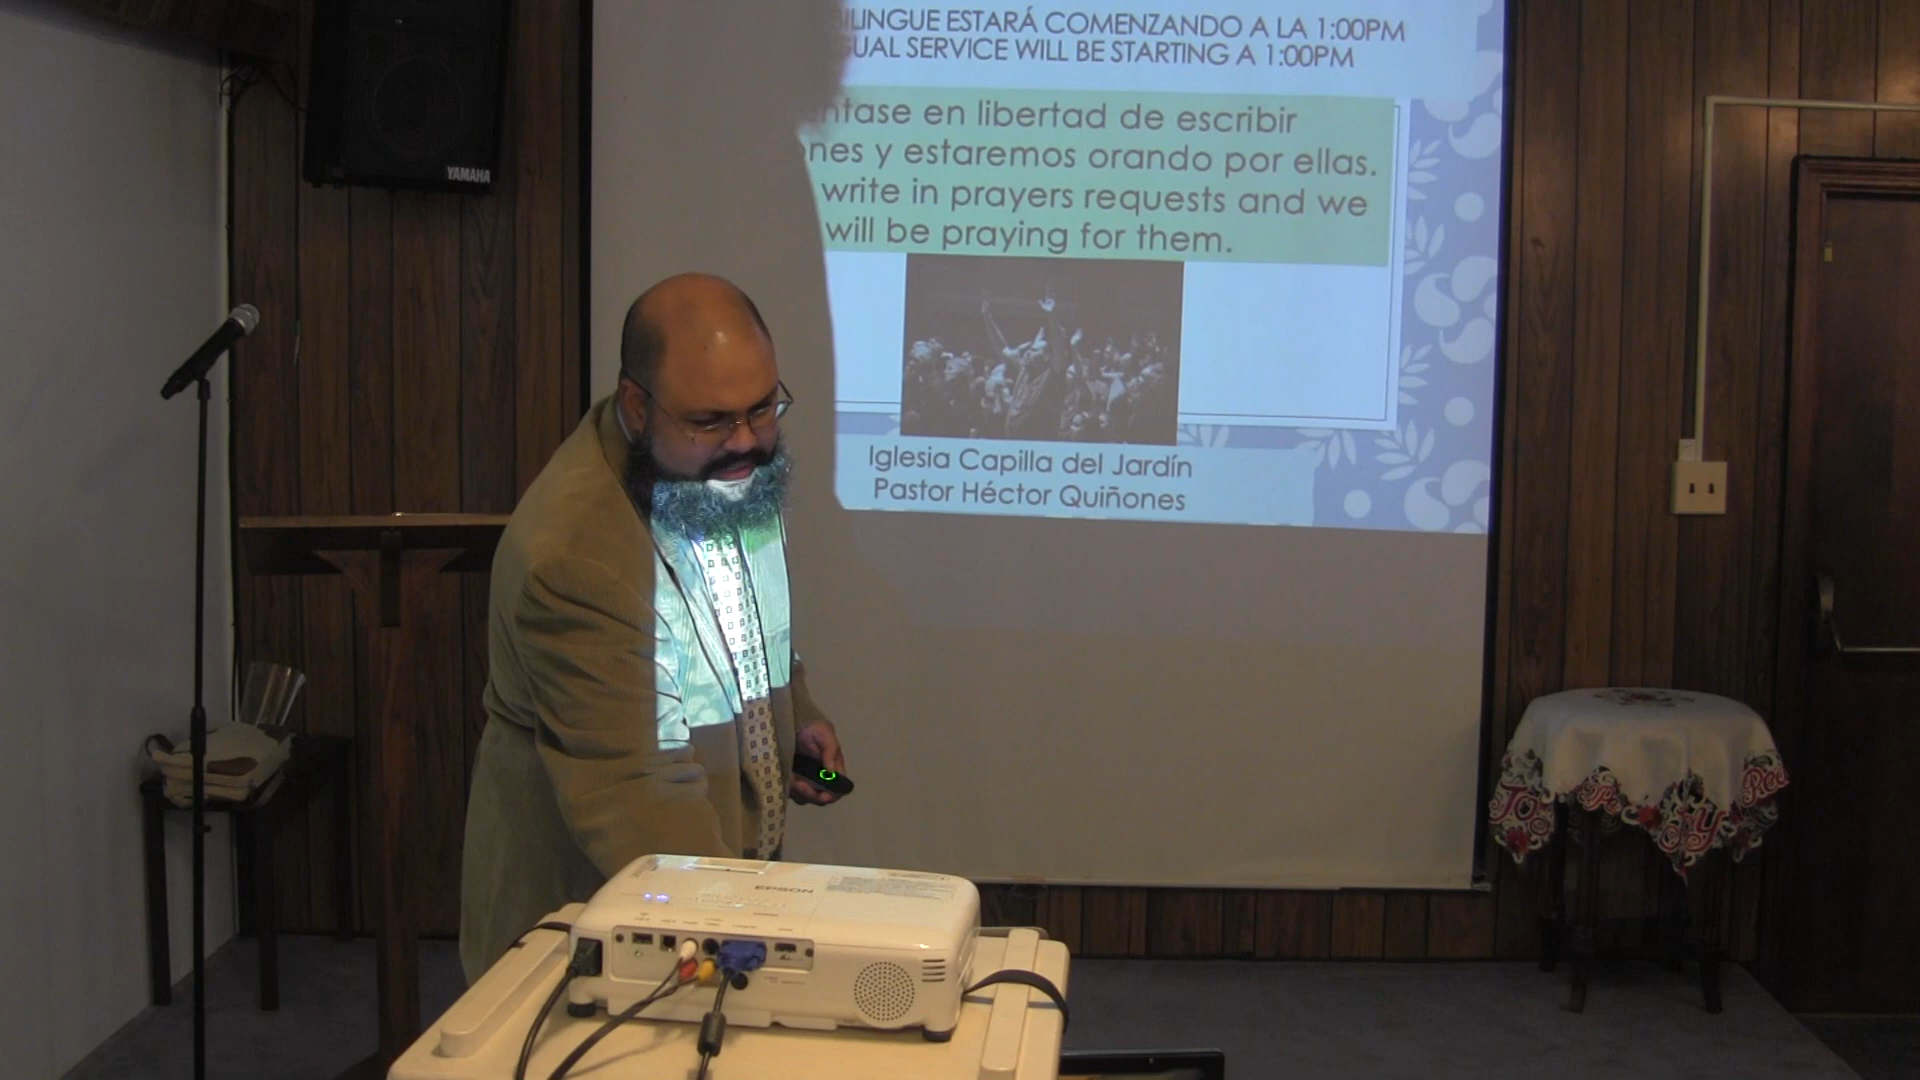 BILINGUE ESTARÁ COMENZANDO A LA 1:00PM
GUAL SERVICE WILL BE STARTING A 1:00PM
ntase en libertad de escribir
nes y estaremos orando por ellas.
write in prayers requests and we
will be praying for them.
Iglesia Capilla del Jardín
Pastor Héctor Quiñones
YAMAHA
EPSON
Joy